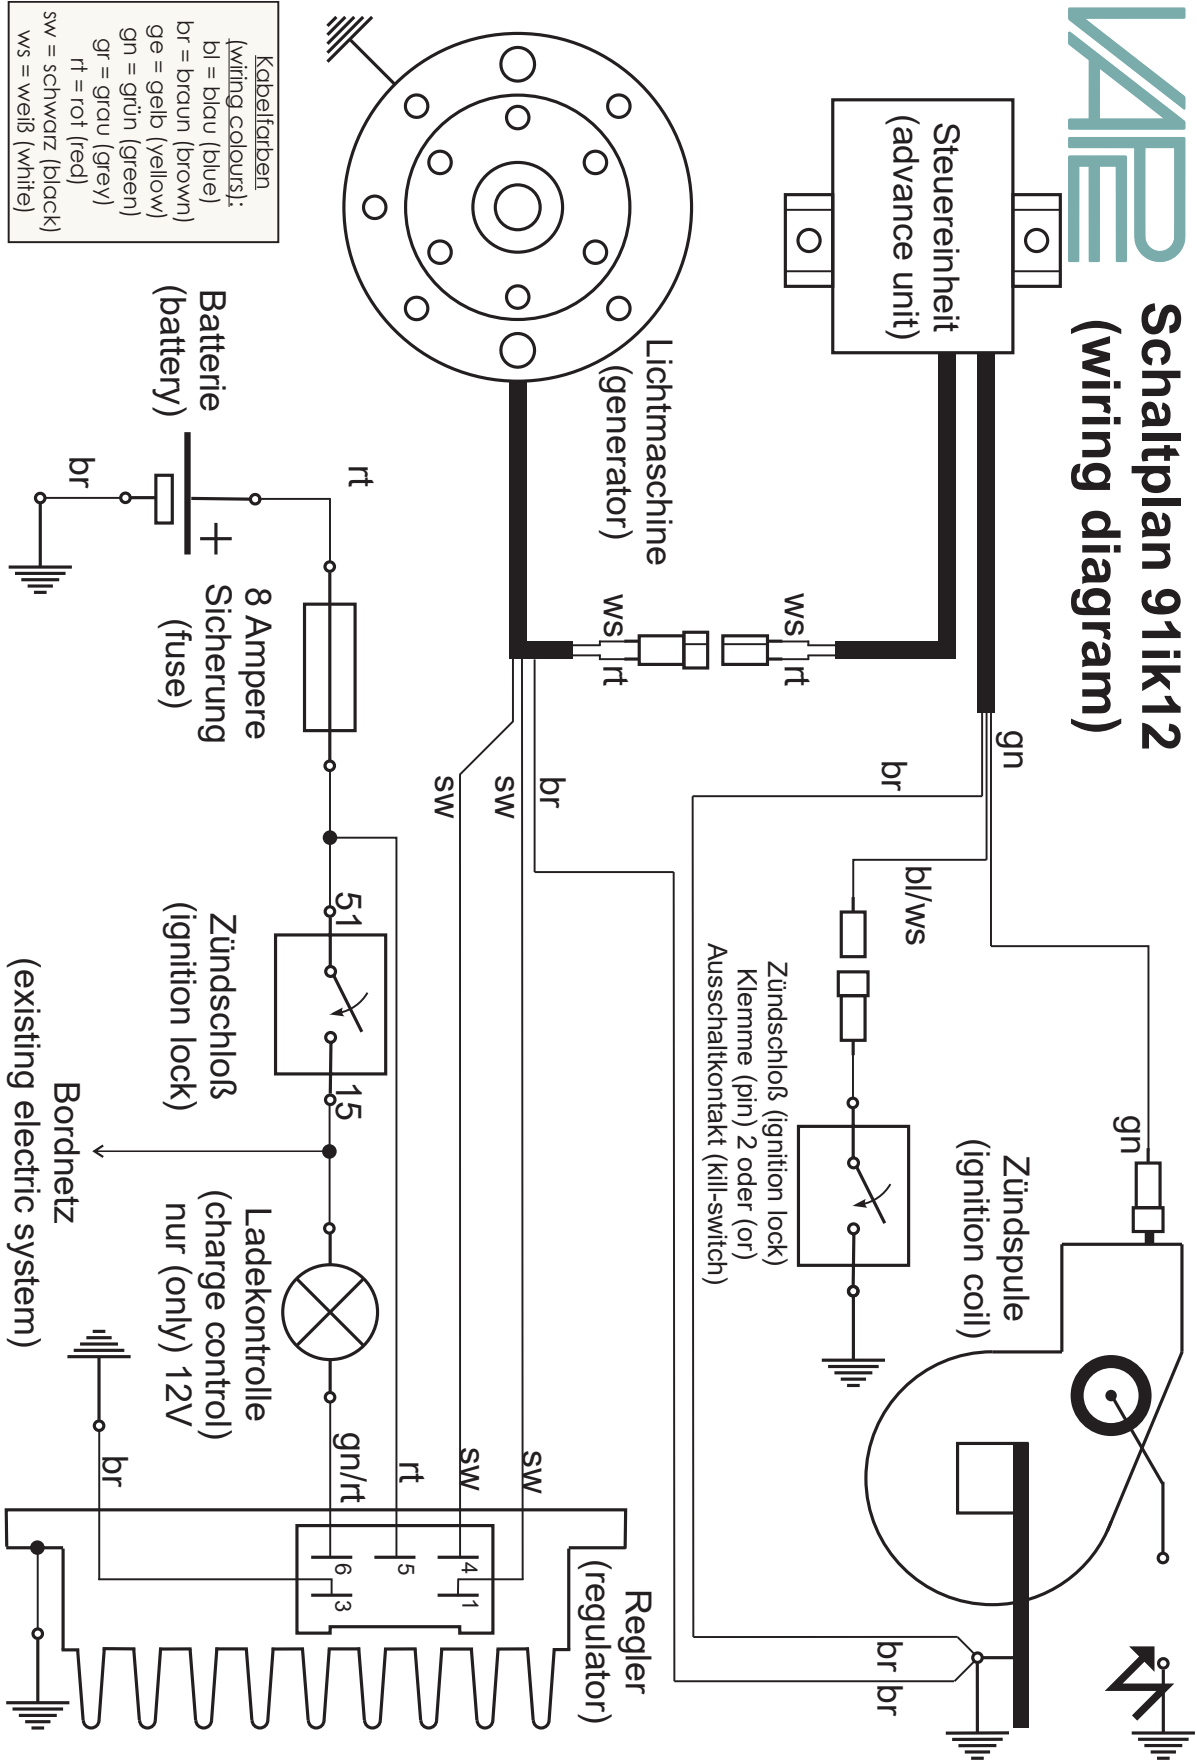 VAPE
Schaltplan 91ik12
(wiring diagram)
Steuereinheit
(advance unit)
gn
br
bl/ws
Zündschloß (ignition lock)
Klemme (pin) 2 oder (or)
Ausschaltkontakt (kill-switch)
gn
Zündspule
(ignition coil)
ws
rt
ws
rt
Lichtmaschine
(generator)
br
sw
sw
br
br
Kabelfarben
(wiring colours):
bl = blau (blue)
br = braun (brown)
ge = gelb (yellow)
gn = grün (green)
gr = grau (grey)
rt = rot (red)
sw = schwarz (black)
ws = weiß (white)
Batterie
(battery)
br
+
rt
8 Ampere
Sicherung
(fuse)
51
15
Zündschloß
(ignition lock)
Bordnetz
(existing electric system)
Ladekontrolle
(charge control)
nur (only) 12V
br
gn/rt
rt
sw
sw
6
5
4
3
1
Regler
(regulator)